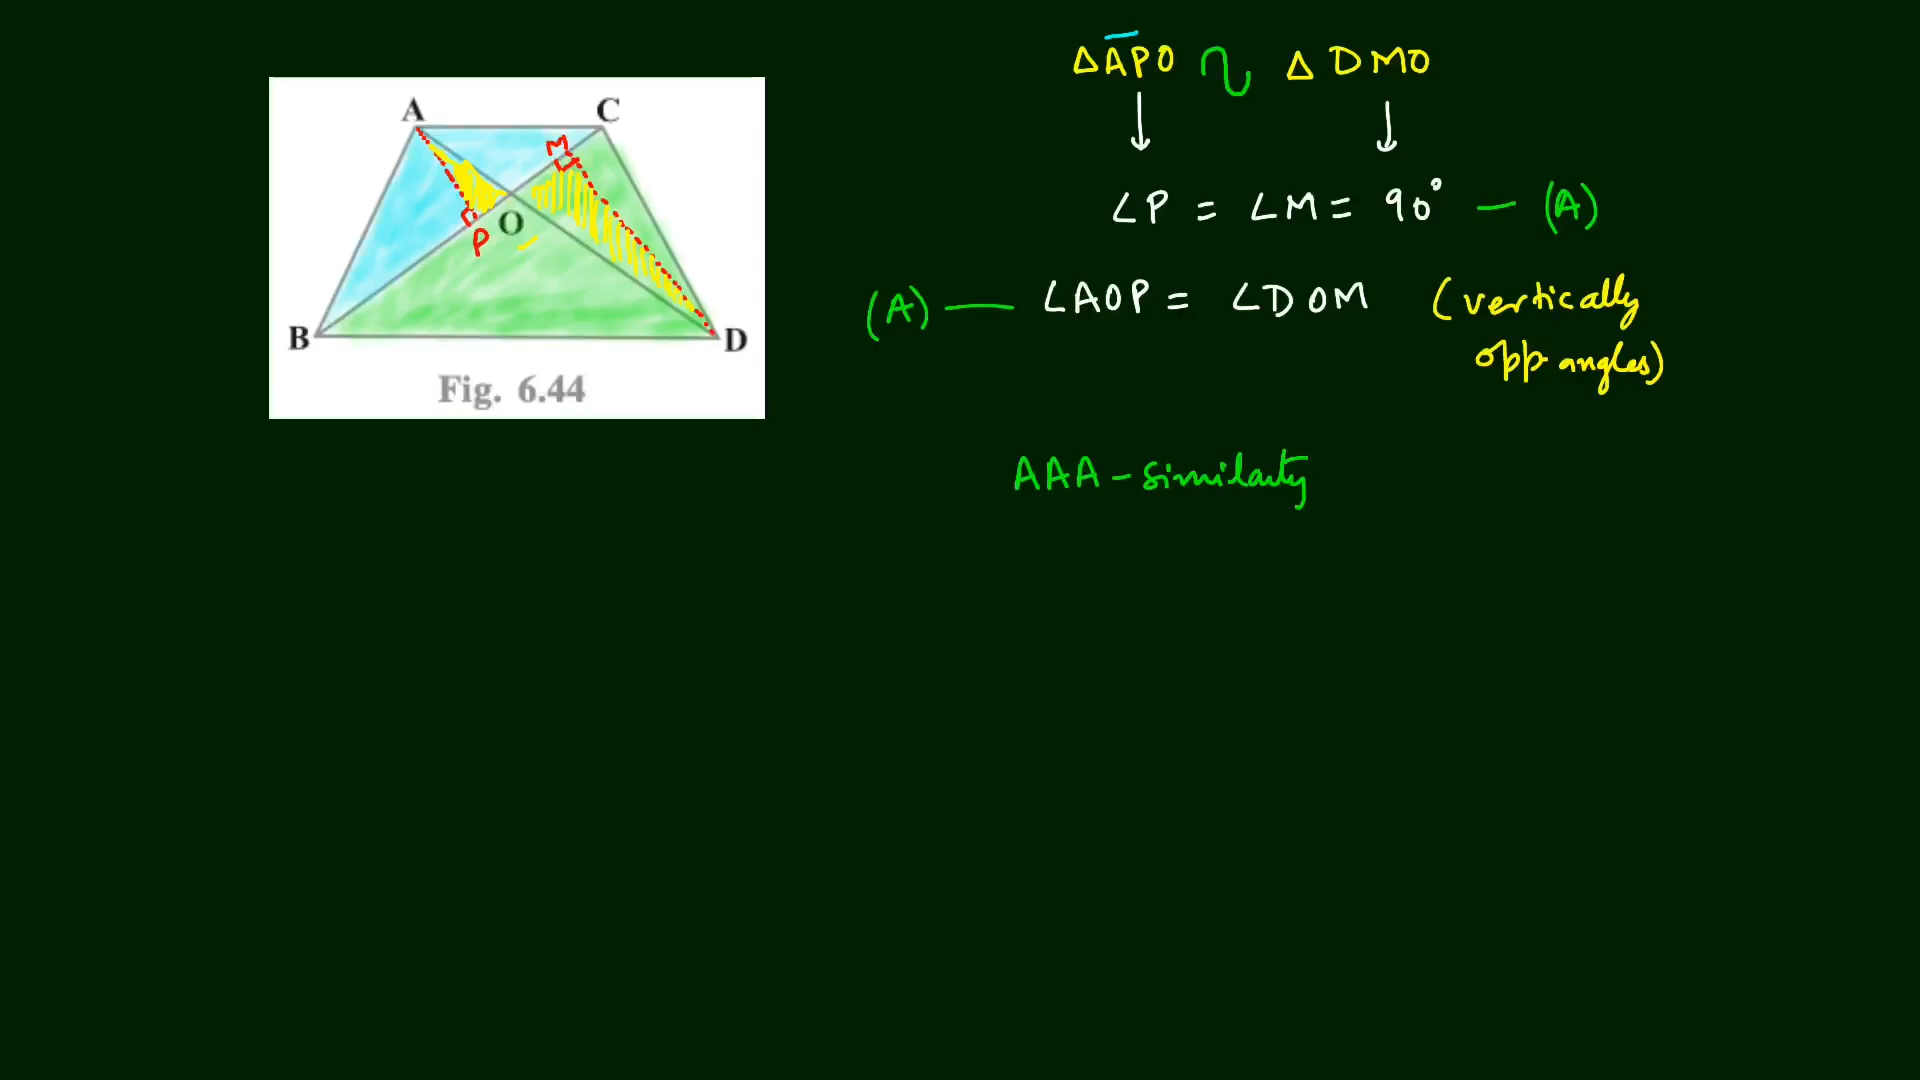 A C
M
O
P
B D
Fig. 6.44
ΔAPO ~ ΔDMO
∠P = ∠M = 90° — (A)
(A) — ∠AOP = ∠DOM (vertically
opp angles)
AAA - similarity